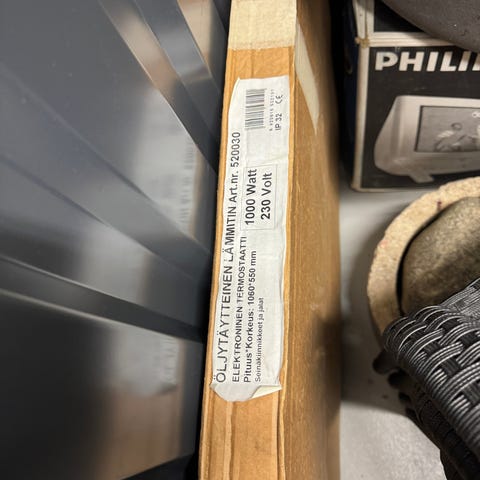 ÖLJYTÄYTTEINEN LÄMMITIN Art.nr. 520030
ELEKTRONINEN TERMOSTAATTI
Pituus*Korkeus: 1060*550 mm
Seinäkiinnikkeet ja jalat
1000 Watt
230 Volt
IP 32 CE
PHILI